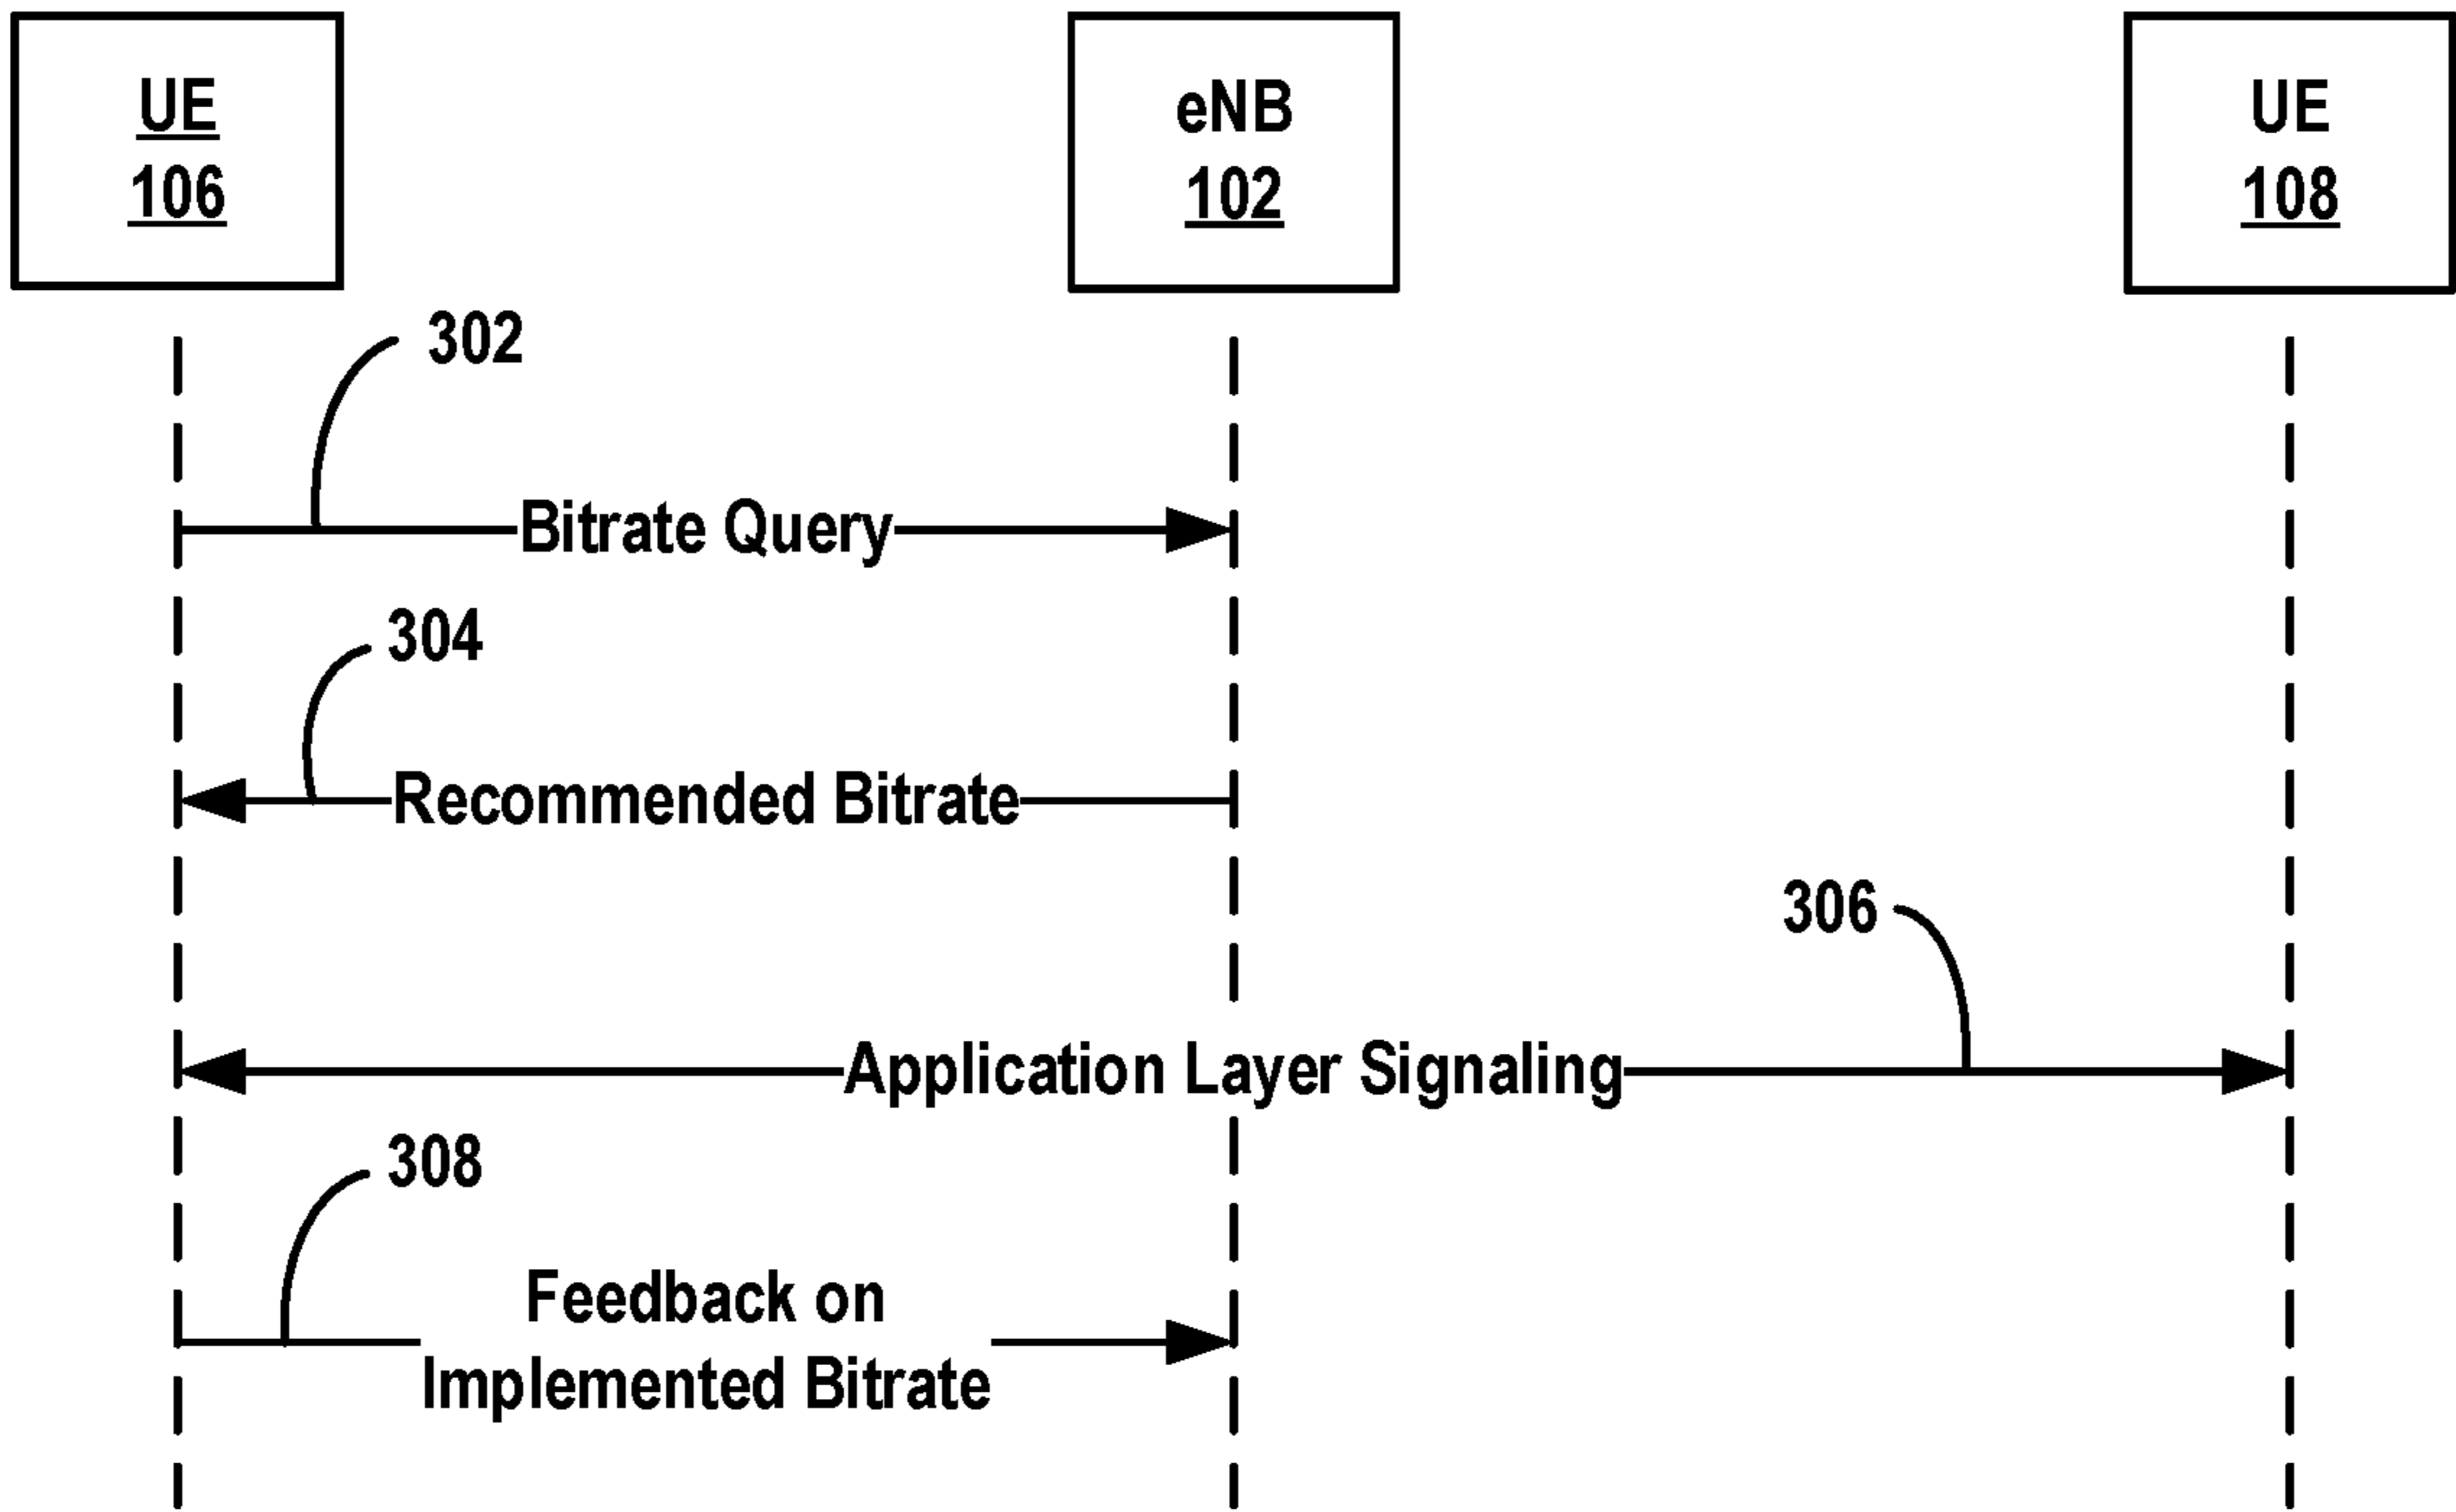 UE
106
eNB
102
UE
108
302
Bitrate Query
304
Recommended Bitrate
306
Application Layer Signaling
308
Feedback on
Implemented Bitrate